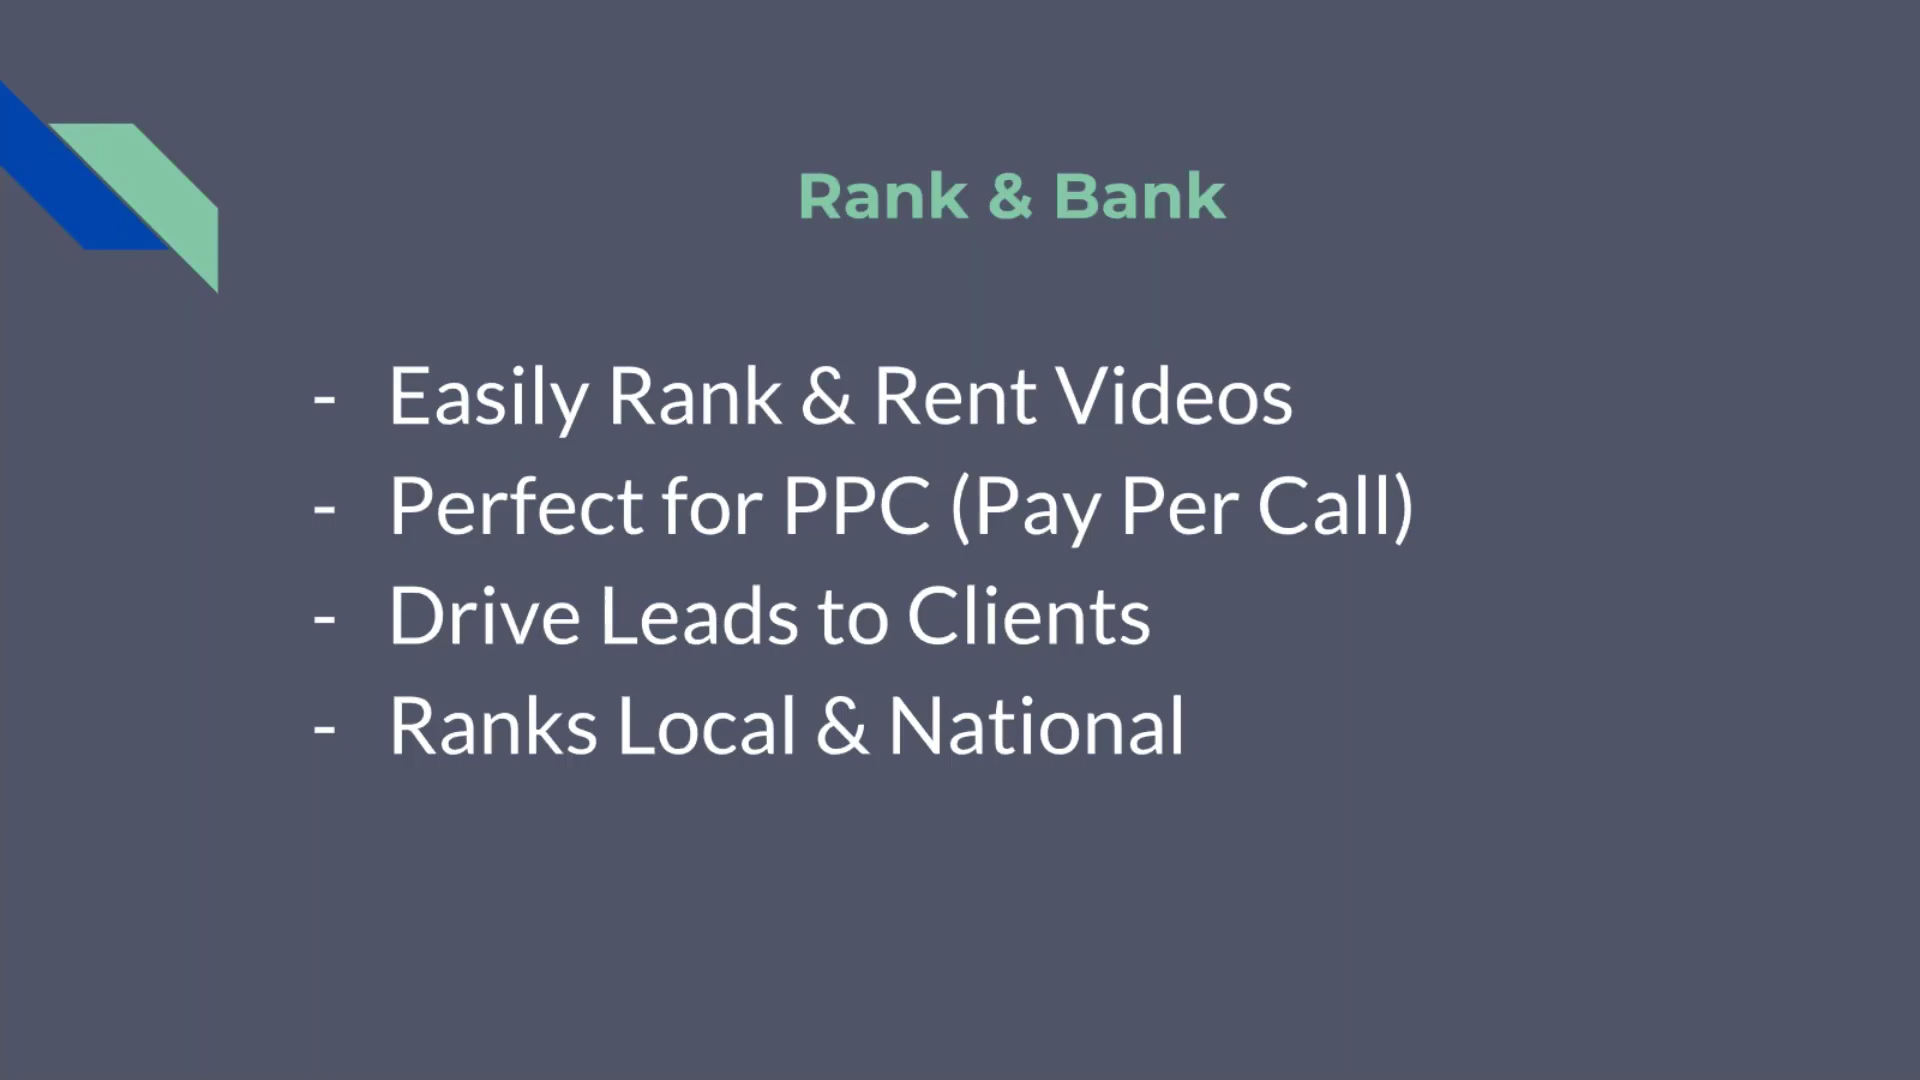 Rank & Bank
- Easily Rank & Rent Videos
- Perfect for PPC (Pay Per Call)
- Drive Leads to Clients
- Ranks Local & National